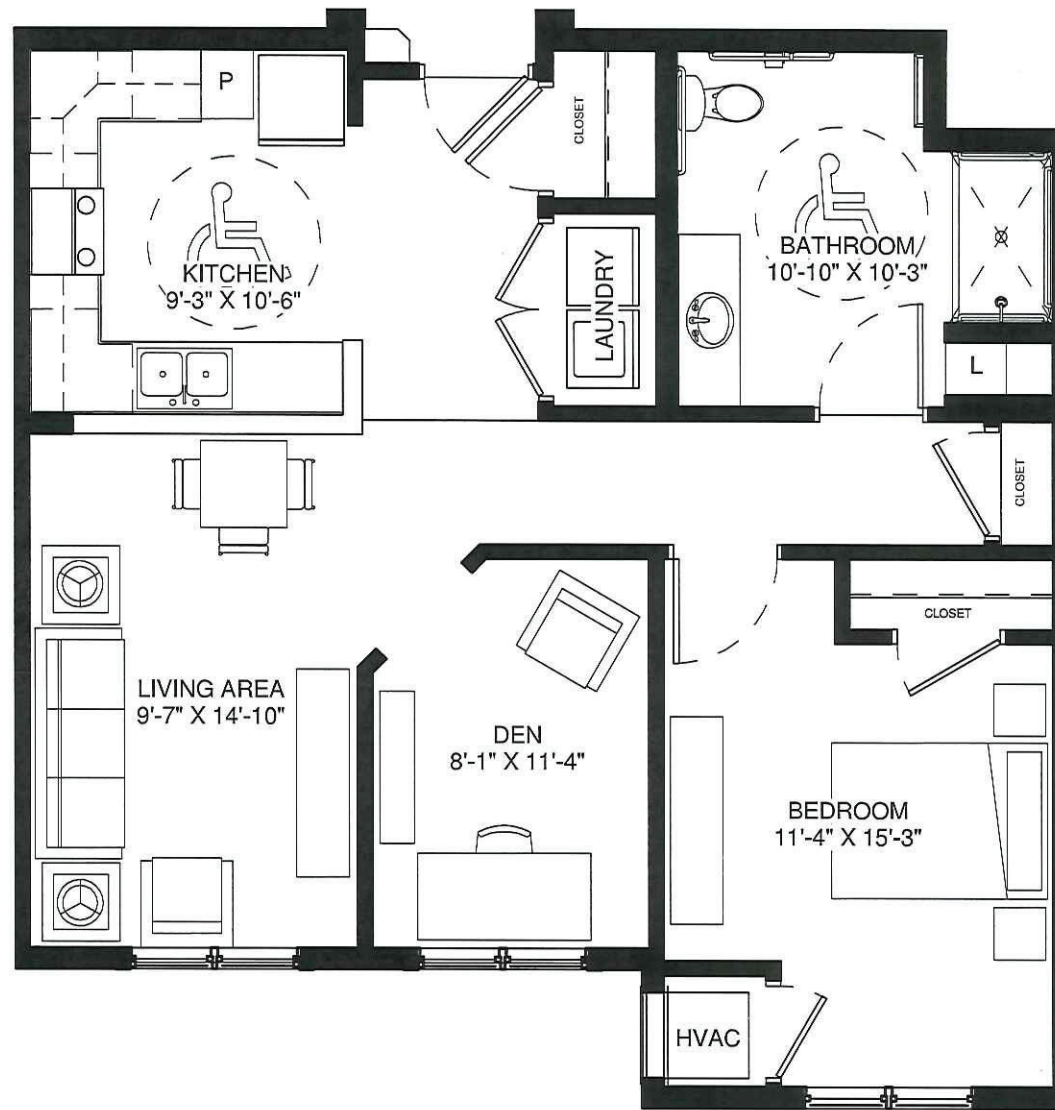 P
CLOSET
KITCHEN
9'-3" X 10'-6"
BATHROOM
10'-10" X 10'-3"
LAUNDRY
L
CLOSET
CLOSET
LIVING AREA
9'-7" X 14'-10"
DEN
8'-1" X 11'-4"
BEDROOM
11'-4" X 15'-3"
HVAC